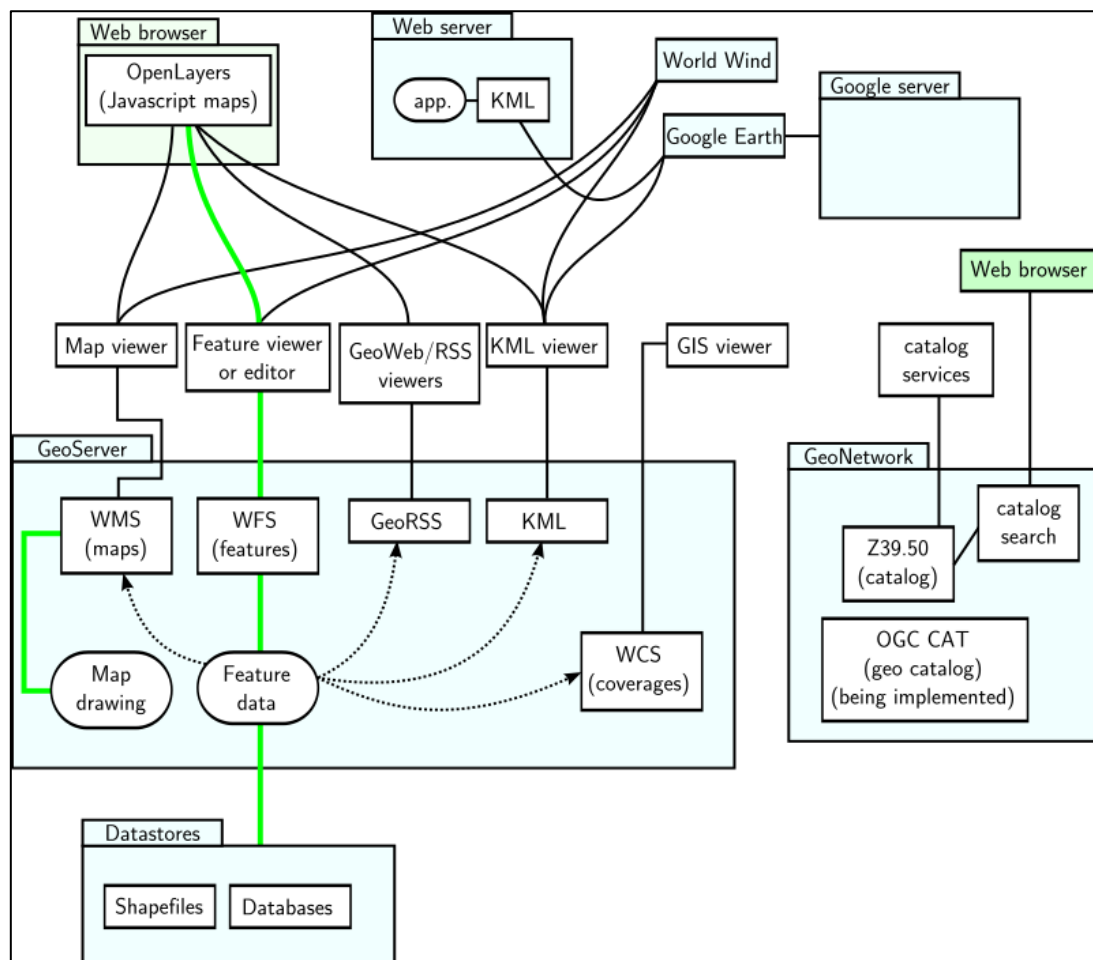 Web browser
OpenLayers
(Javascript maps)
Web server
app.
KML
World Wind
Google Earth
Google server
Web browser
Map viewer
Feature viewer
or editor
GeoWeb/RSS
viewers
KML viewer
GIS viewer
catalog
services
GeoServer
WMS
(maps)
WFS
(features)
GeoRSS
KML
Map
drawing
Feature
data
WCS
(coverages)
GeoNetwork
Z39.50
(catalog)
catalog
search
OGC CAT
(geo catalog)
(being implemented)
Datastores
Shapefiles
Databases